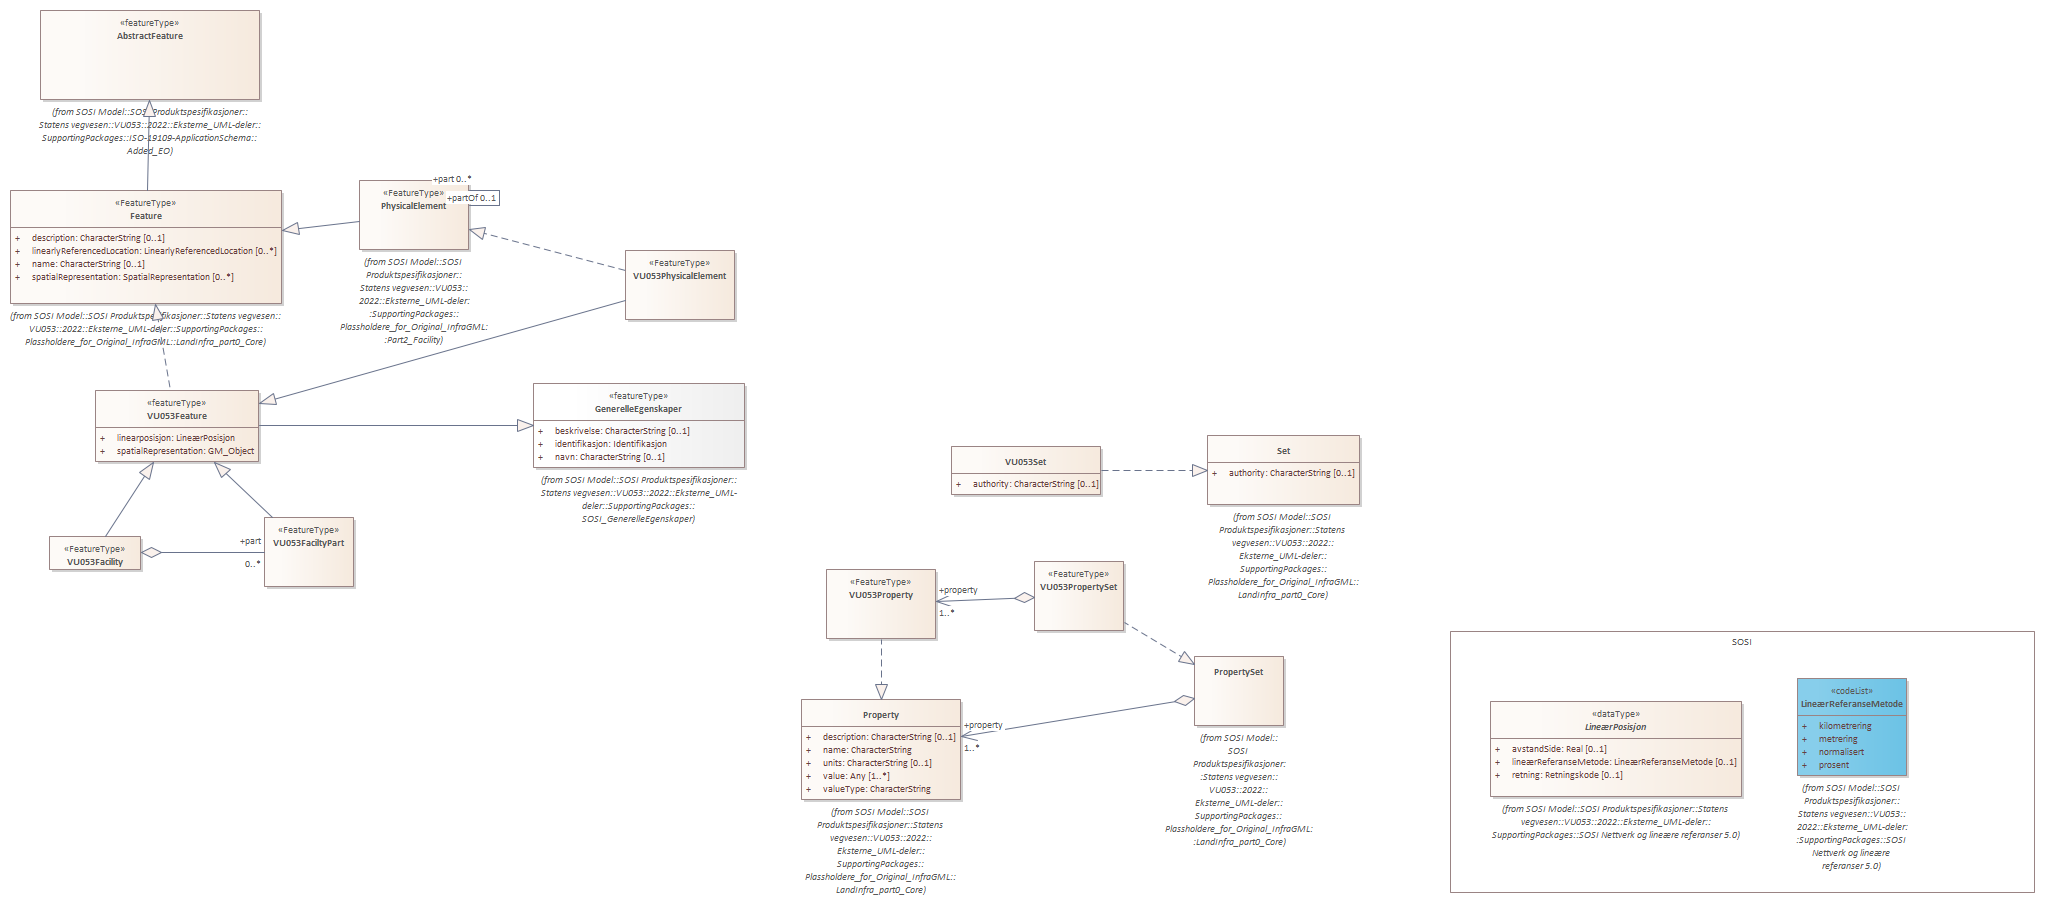 «featureType»
AbstractFeature
(from SOSI Model::SOSI Produktspesifikasjoner::
Statens vegvesen::VU053::2022::Eksterne_UML-deler::
SupportingPackages::ISO-19109-ApplicationSchema::
Added_EO)
«FeatureType»
Feature
+ description: CharacterString [0..1]
+ linearlyReferencedLocation: LinearlyReferencedLocation [0..*]
+ name: CharacterString [0..1]
+ spatialRepresentation: SpatialRepresentation [0..*]
(from SOSI Model::SOSI Produktspesifikasjoner::Statens vegvesen::
VU053::2022::Eksterne_UML-deler::SupportingPackages::
Plassholdere_for_Original_InfraGML::LandInfra_part0_Core)
+part 0..*
+partOf 0..1
«FeatureType»
PhysicalElement
(from SOSI Model::SOSI
Produktspesifikasjoner::
Statens vegvesen::VU053::
2022::Eksterne_UML-deler:
:SupportingPackages::
Plassholdere_for_Original_InfraGML:
:Part2_Facility)
«FeatureType»
VU053PhysicalElement
«featureType»
VU053Feature
+ linearposisjon: LineærPosisjon
+ spatialRepresentation: GM_Object
«featureType»
GenerelleEgenskaper
+ beskrivelse: CharacterString [0..1]
+ identifikasjon: Identifikasjon
+ navn: CharacterString [0..1]
(from SOSI Model::SOSI Produktspesifikasjoner::
Statens vegvesen::VU053::2022::Eksterne_UML-
deler::SupportingPackages::
SOSI_GenerelleEgenskaper)
«FeatureType»
VU053Facility
+part
0..*
«FeatureType»
VU053FaciltyPart
VU053Set
+ authority: CharacterString [0..1]
Set
+ authority: CharacterString [0..1]
(from SOSI Model::SOSI
Produktspesifikasjoner::Statens
vegvesen::VU053::2022::
Eksterne_UML-deler::
SupportingPackages::
Plassholdere_for_Original_InfraGML::
LandInfra_part0_Core)
«FeatureType»
VU053Property
+property
1..*
«FeatureType»
VU053PropertySet
Property
+ description: CharacterString [0..1]
+ name: CharacterString
+ units: CharacterString [0..1]
+ value: Any [1..*]
+ valueType: CharacterString
(from SOSI Model::SOSI
Produktspesifikasjoner::Statens
vegvesen::VU053::2022::
Eksterne_UML-deler::
SupportingPackages::
Plassholdere_for_Original_InfraGML::
LandInfra_part0_Core)
+property
1..*
PropertySet
(from SOSI Model::
SOSI
Produktspesifikasjoner:
:Statens vegvesen::
VU053::2022::
Eksterne_UML-deler::
SupportingPackages::
Plassholdere_for_Original_InfraGML:
:LandInfra_part0_Core)
SOSI
«dataType»
LineærPosisjon
+ avstandSide: Real [0..1]
+ lineærReferanseMetode: LineærReferanseMetode [0..1]
+ retning: Retningskode [0..1]
(from SOSI Model::SOSI Produktspesifikasjoner::Statens
vegvesen::VU053::2022::Eksterne_UML-deler::
SupportingPackages::SOSI Nettverk og lineære referanser 5.0)
«codeList»
LineærReferanseMetode
+ kilometrering
+ metrering
+ normalisert
+ prosent
(from SOSI Model::SOSI
Produktspesifikasjoner::
Statens vegvesen::VU053::
2022::Eksterne_UML-deler:
:SupportingPackages::SOSI
Nettverk og lineære
referanser 5.0)